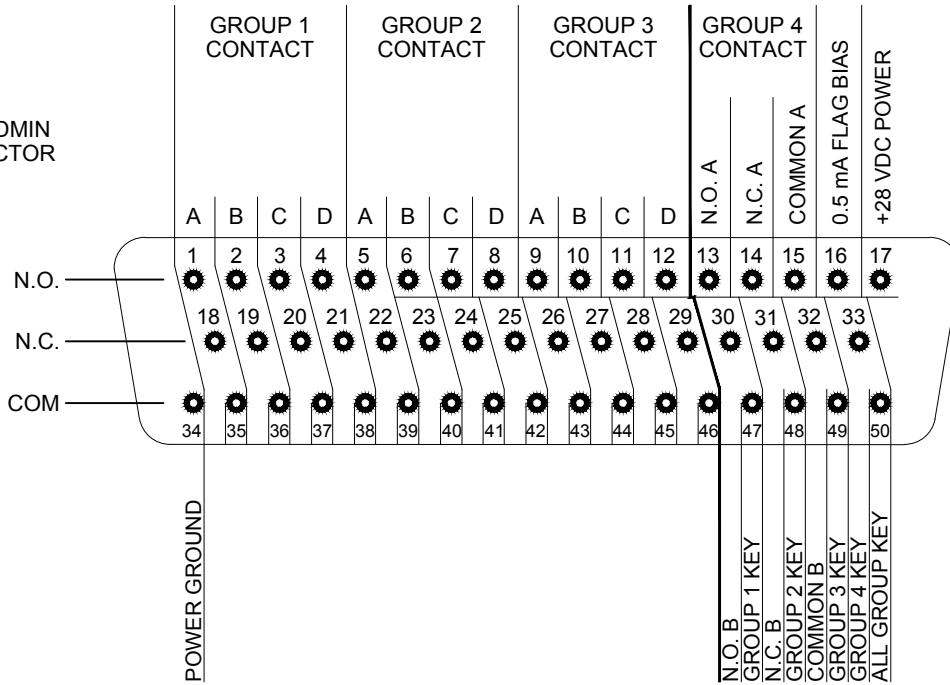 GROUP 1
CONTACT
GROUP 2
CONTACT
GROUP 3
CONTACT
GROUP 4
CONTACT
0.5 mA FLAG BIAS
+28 VDC POWER
DMIN
CTOR
N.O. A
N.C. A
COMMON A
A B C D A B C D A B C D
1 2 3 4 5 6 7 8 9 10 11 12 13 14 15 16 17
N.O.
18 19 20 21 22 23 24 25 26 27 28 29 30 31 32 33
N.C.
COM
34 35 36 37 38 39 40 41 42 43 44 45 46 47 48 49 50
POWER GROUND
N.O. B
GROUP 1 KEY
N.C. B
GROUP 2 KEY
COMMON B
GROUP 3 KEY
GROUP 4 KEY
ALL GROUP KEY